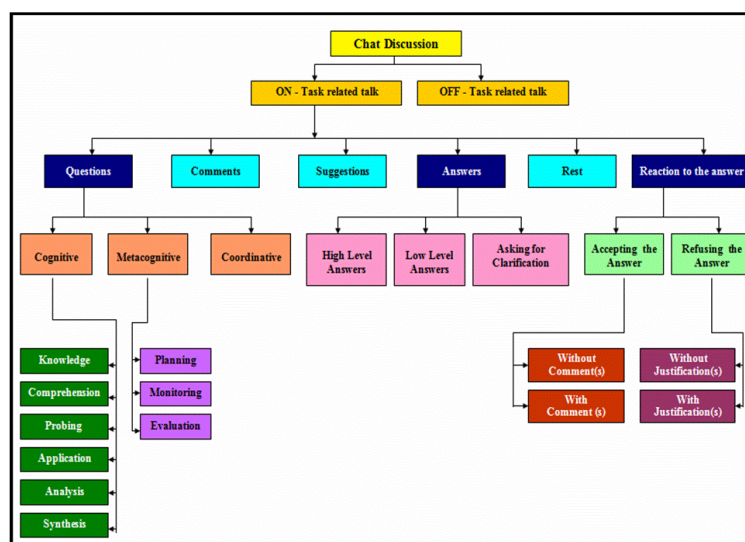 Chat Discussion
ON - Task related talk
OFF - Task related talk
Questions
Comments
Suggestions
Answers
Rest
Reaction to the answer
Cognitive
Metacognitive
Coordinative
High Level
Answers
Low Level
Answers
Asking for
Clarification
Accepting the
Answer
Refusing the
Answer
Knowledge
Comprehension
Probing
Application
Analysis
Synthesis
Planning
Monitoring
Evaluation
Without
Comment(s)
With
Comment (s)
Without
Justification(s)
With
Justification(s)